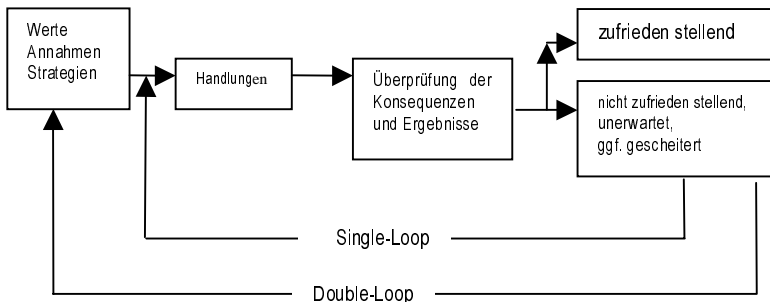 Werte
Annahmen
Strategien
Handlungen
Überprüfung der
Konsequenzen
und Ergebnisse
zufrieden stellend
nicht zufrieden stellend,
unerwartet,
ggf. gescheitert
Single-Loop
Double-Loop